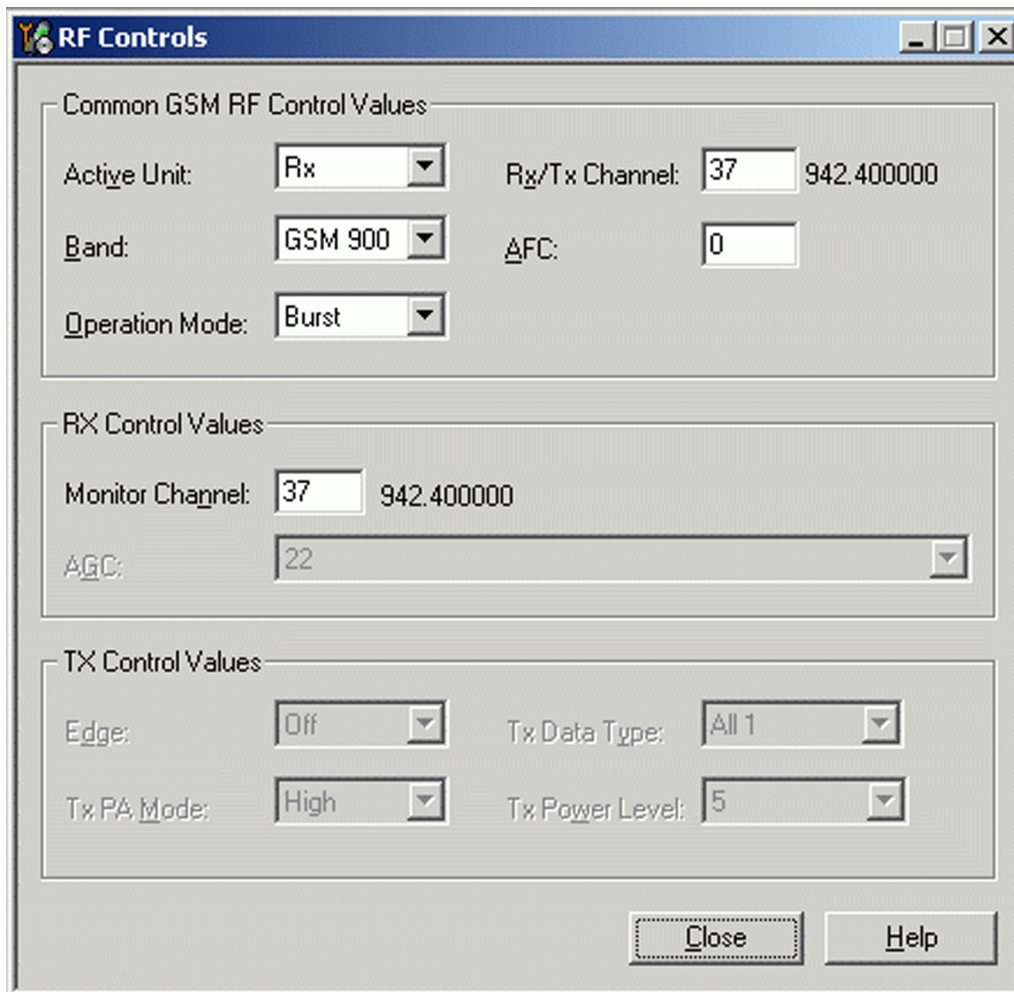 RF Controls
Common GSM RF Control Values
Active Unit: Rx Rx/Tx Channel: 37 942.400000
Band: GSM 900 AFC: 0
Operation Mode: Burst
RX Control Values
Monitor Channel: 37 942.400000
AGC: 22
TX Control Values
Edge: Off Tx Data Type: All 1
Tx PA Mode: High Tx Power Level: 5
Close Help